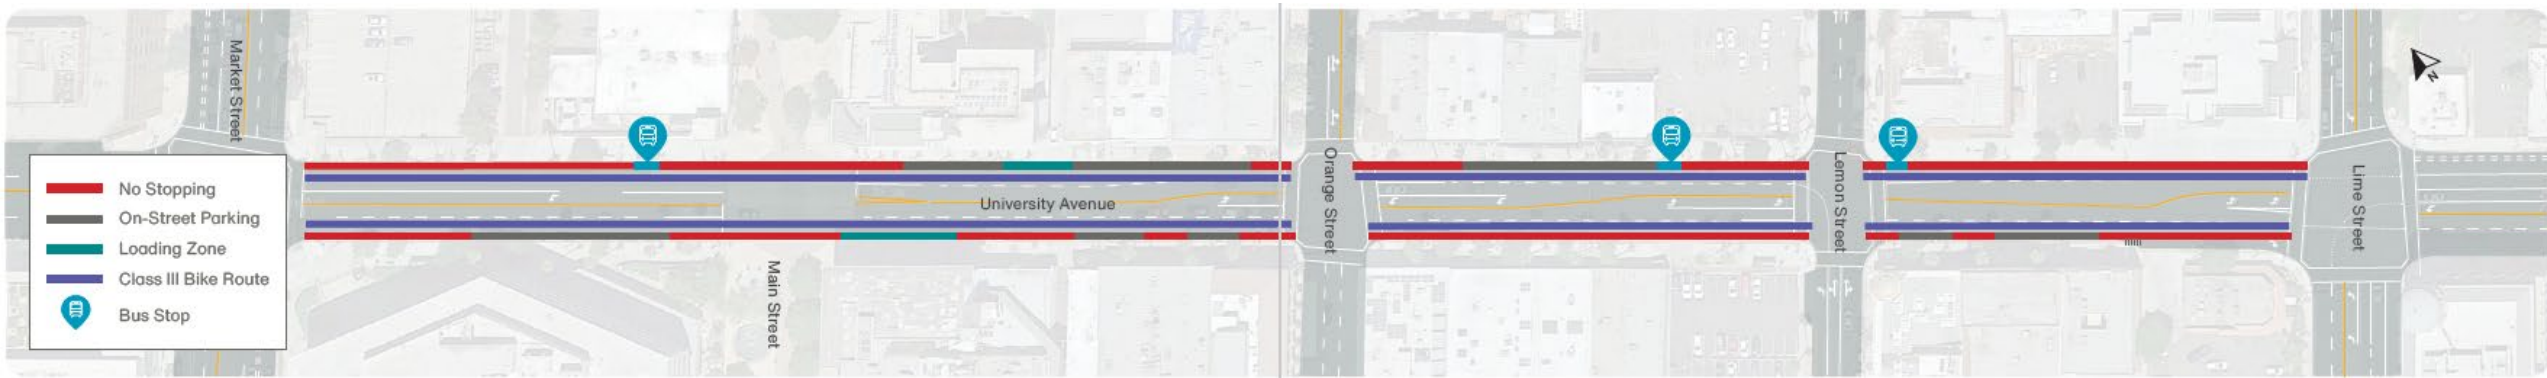 Market Street
No Stopping
On-Street Parking
Loading Zone
Class III Bike Route
Bus Stop
University Avenue
Main Street
Orange Street
Lemon Street
Lime Street
N